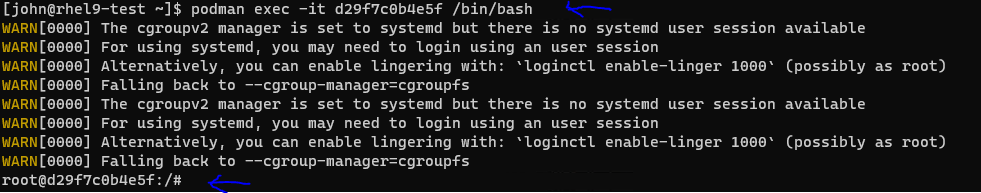 [john@rhel9-test ~]$ podman exec -it d29f7c0b4e5f /bin/bash
WARN[0000] The cgroupv2 manager is set to systemd but there is no systemd user session available
WARN[0000] For using systemd, you may need to login using an user session
WARN[0000] Alternatively, you can enable lingering with: `loginctl enable-linger 1000` (possibly as root)
WARN[0000] Falling back to --cgroup-manager=cgroupfs
WARN[0000] The cgroupv2 manager is set to systemd but there is no systemd user session available
WARN[0000] For using systemd, you may need to login using an user session
WARN[0000] Alternatively, you can enable lingering with: `loginctl enable-linger 1000` (possibly as root)
WARN[0000] Falling back to --cgroup-manager=cgroupfs
root@d29f7c0b4e5f:/#